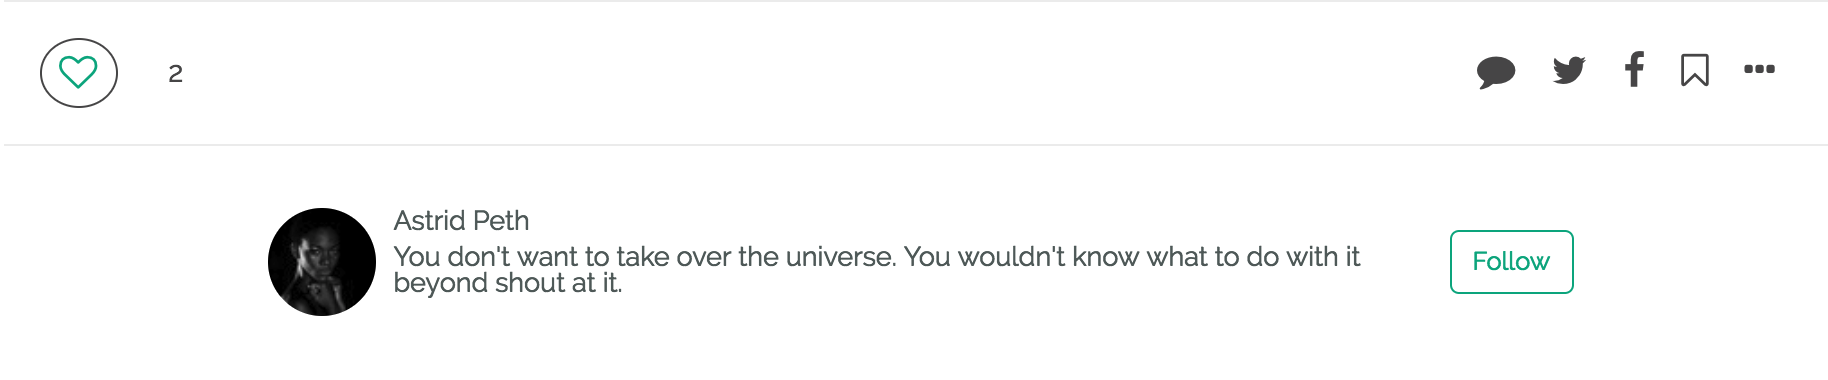 2
Astrid Peth
You don't want to take over the universe. You wouldn't know what to do with it
beyond shout at it.
Follow